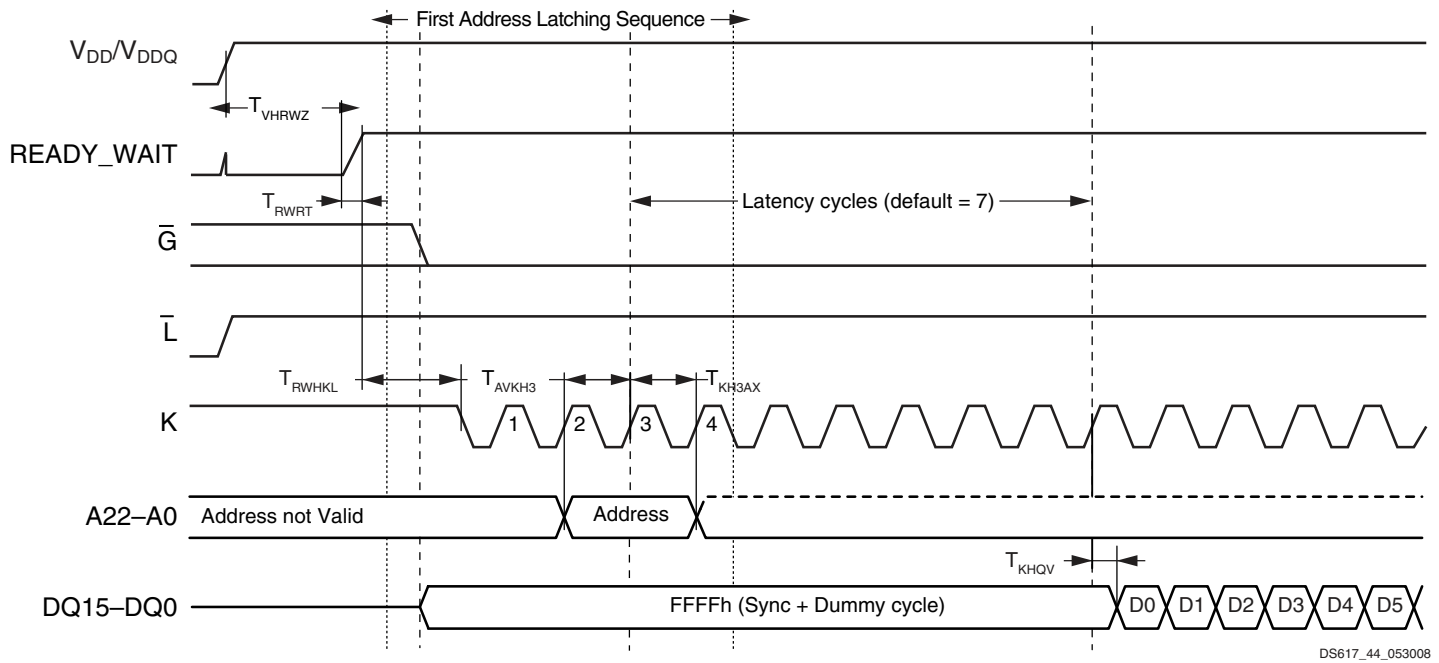 First Address Latching Sequence
VDD/VDDQ
TVHRWZ
READY_WAIT
TRWRT
Latency cycles (default = 7)
G
L
TRWHKL
TAVKH3
TKH3AX
K
1 2 3 4
A22–A0
Address not Valid
Address
TKHQV
DQ15–DQ0
FFFFh (Sync + Dummy cycle)
D0 D1 D2 D3 D4 D5
DS617_44_053008